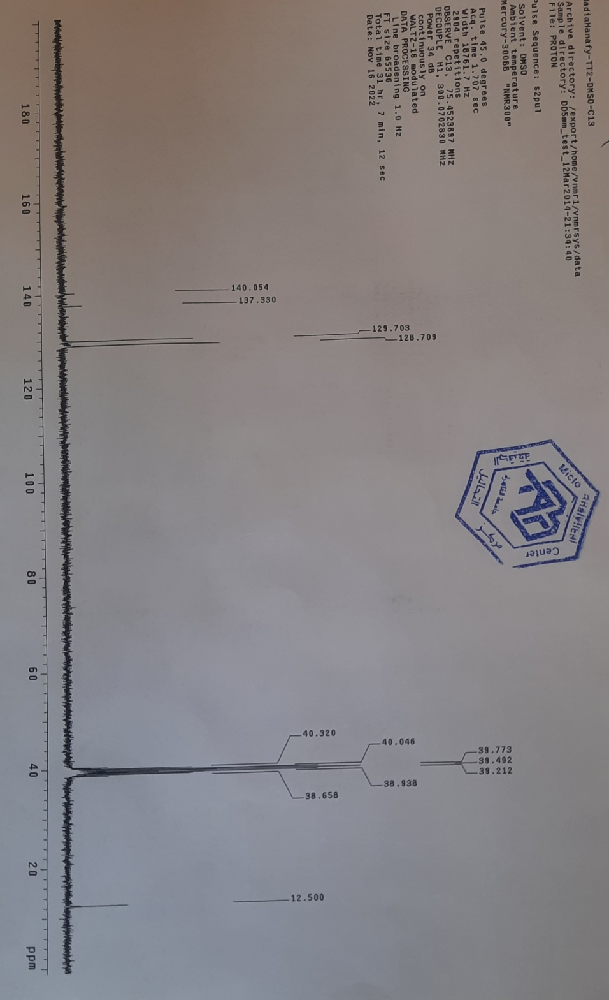 adiaHanafy-TT2-DMSO-C13
Archive directory: /export/home/vnmr1/vnmrsys/data
Sample directory: DD5mm_test_12Mar2014-21:34:40
File: PROTON
Pulse Sequence: s2pul
Solvent: DMSO
Ambient temperature
Mercury-300BB "NMR300"
Pulse 45.0 degrees
Acq. time 1.707 sec
Width 18761.7 Hz
2904 repetitions
OBSERVE C13, 75.4523897 MHz
DECOUPLE H1, 300.0702830 MHz
Power 34 dB
continuously on
WALTZ-16 modulated
DATA PROCESSING
Line broadening 1.0 Hz
FT size 65536
Total time 31 hr, 7 min, 12 sec
Date: Nov 16 2022
140.054
137.330
129.703
128.709
40.320
40.046
39.773
39.492
39.212
38.938
38.658
12.500
180 160 140 120 100 80 60 40 20 ppm
Micro Analytical Center
مركز
التحاليل
الدقيقة
جامعة القاهرة